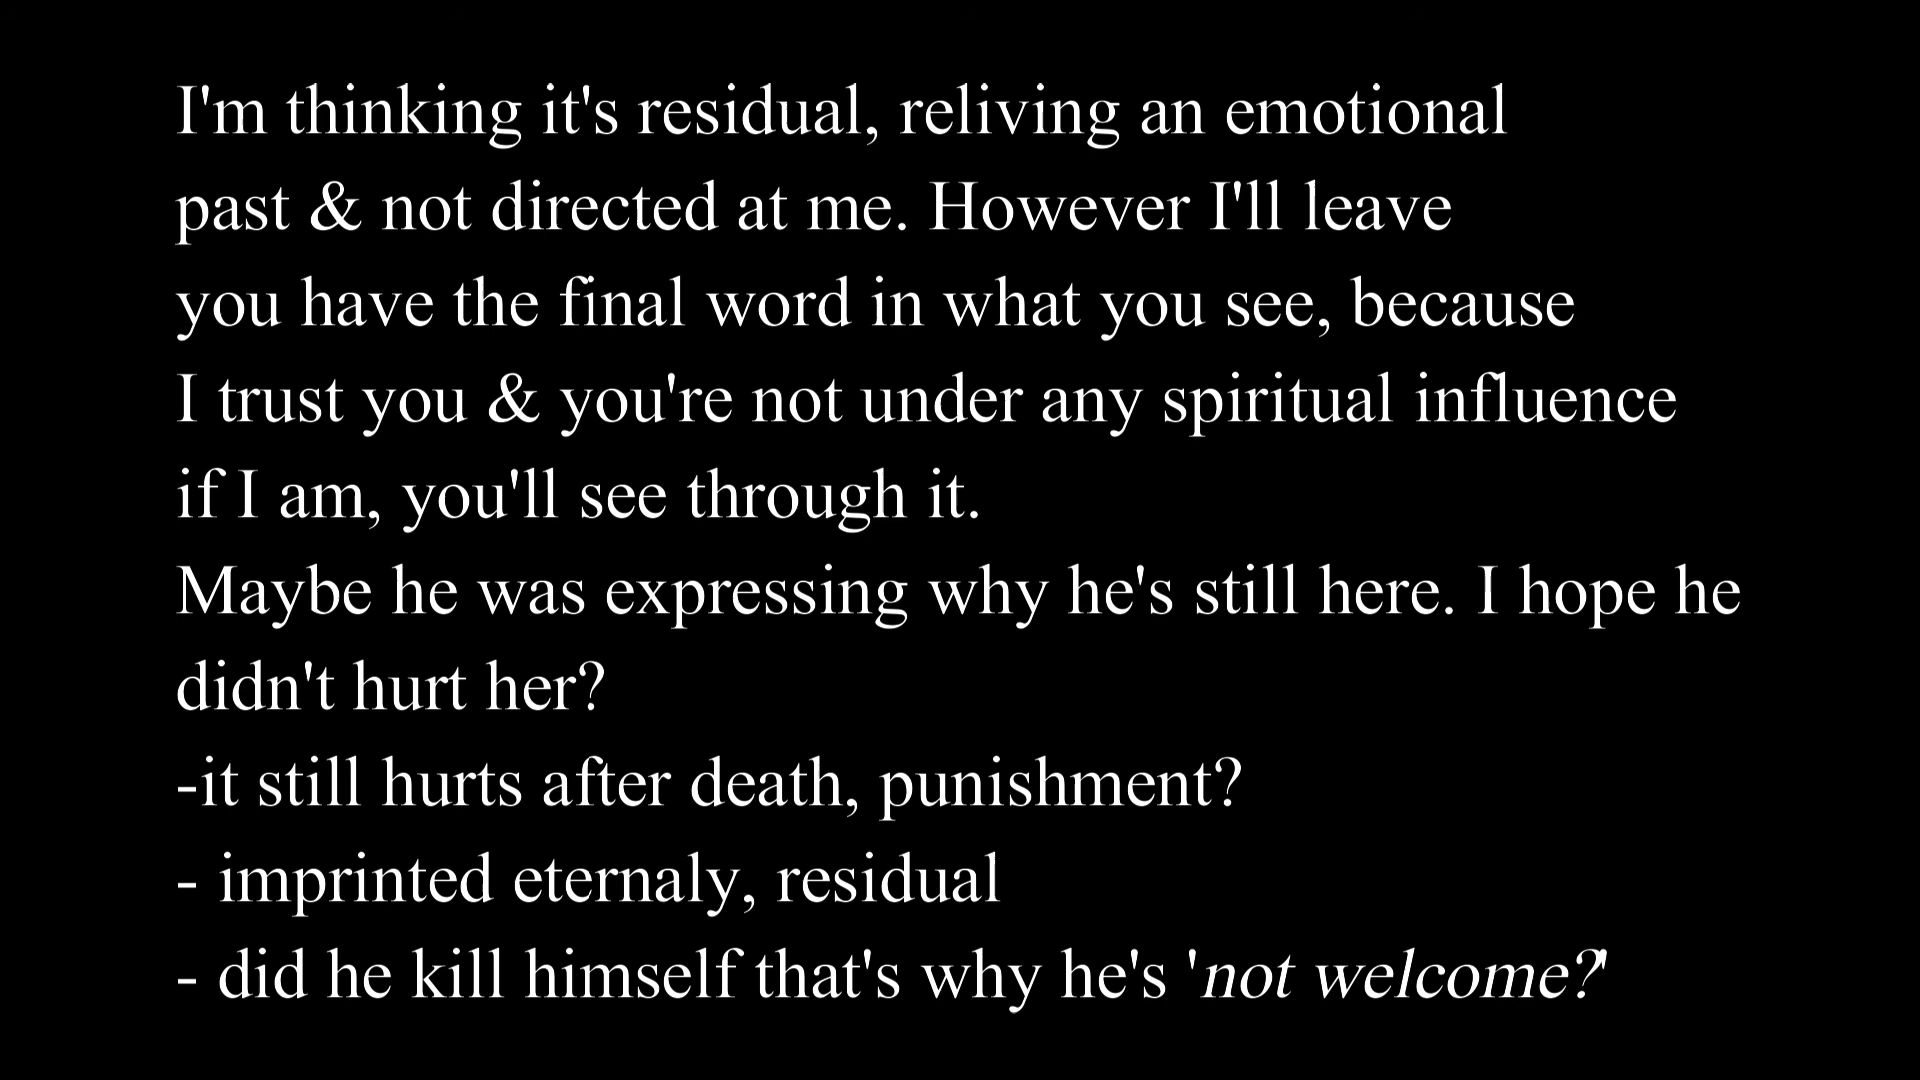 I'm thinking it's residual, reliving an emotional
past & not directed at me. However I'll leave
you have the final word in what you see, because
I trust you & you're not under any spiritual influence
if I am, you'll see through it.
Maybe he was expressing why he's still here. I hope he
didn't hurt her?
-it still hurts after death, punishment?
- imprinted eternaly, residual
- did he kill himself that's why he's 'not welcome?'